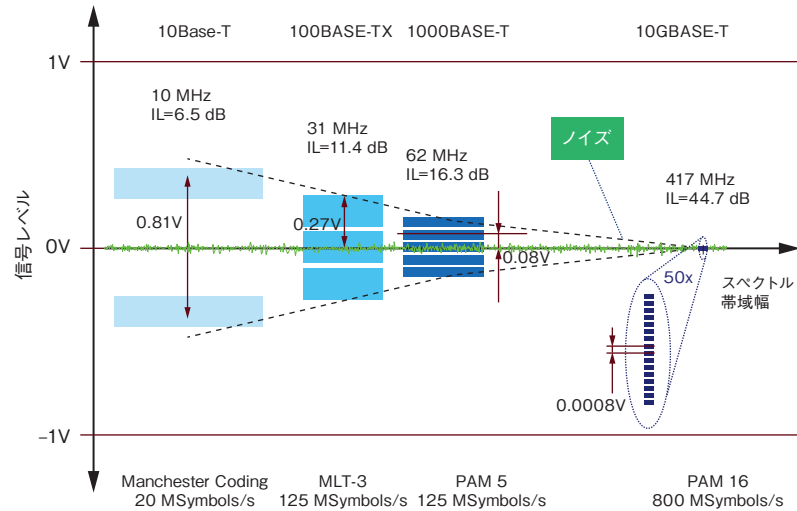 10Base-T
100BASE-TX
1000BASE-T
10GBASE-T
1V
10 MHz
IL=6.5 dB
31 MHz
IL=11.4 dB
62 MHz
IL=16.3 dB
ノイズ
417 MHz
IL=44.7 dB
信号レベル
0.81V
0.27V
0V
0.08V
50x
スペクトル
帯域幅
0.0008V
–1V
Manchester Coding
20 MSymbols/s
MLT-3
125 MSymbols/s
PAM 5
125 MSymbols/s
PAM 16
800 MSymbols/s